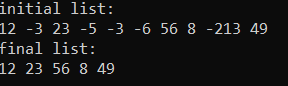 initial list:
12 -3 23 -5 -3 -6 56 8 -213 49
final list:
12 23 56 8 49